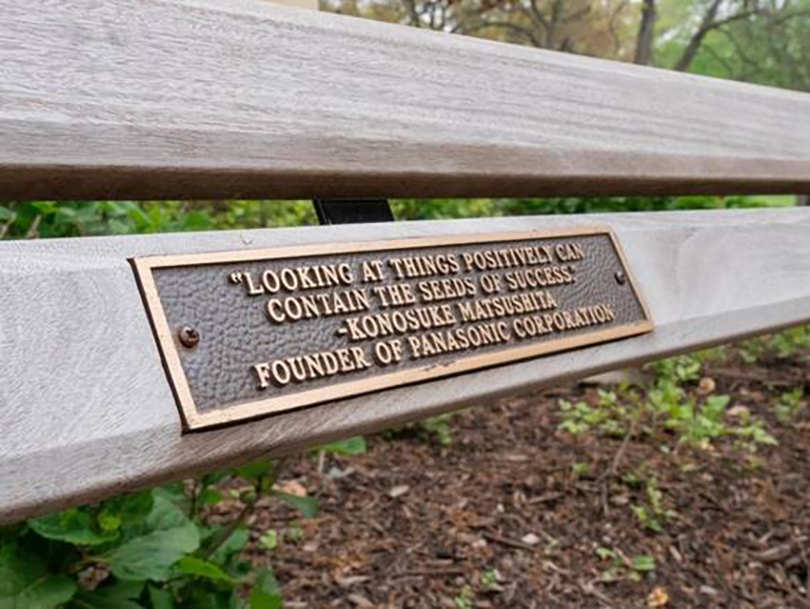 "LOOKING AT THINGS POSITIVELY CAN
CONTAIN THE SEEDS OF SUCCESS."
-KONOSUKE MATSUSHITA
FOUNDER OF PANASONIC CORPORATION